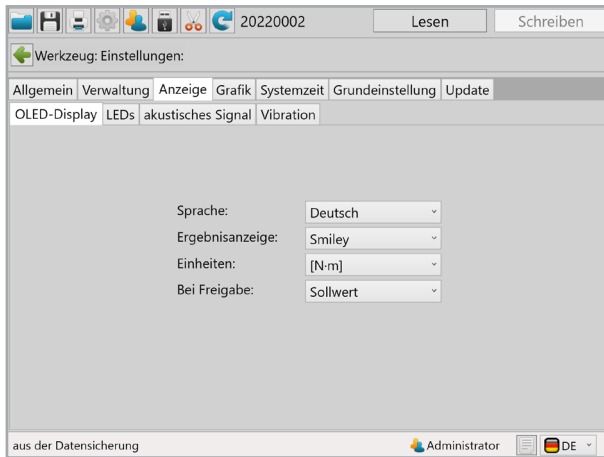 20220002 Lesen Schreiben
Werkzeug: Einstellungen:
Allgemein Verwaltung Anzeige Grafik Systemzeit Grundeinstellung Update
OLED-Display LEDs akustisches Signal Vibration
Sprache: Deutsch
Ergebnisanzeige: Smiley
Einheiten: [N·m]
Bei Freigabe: Sollwert
aus der Datensicherung Administrator DE